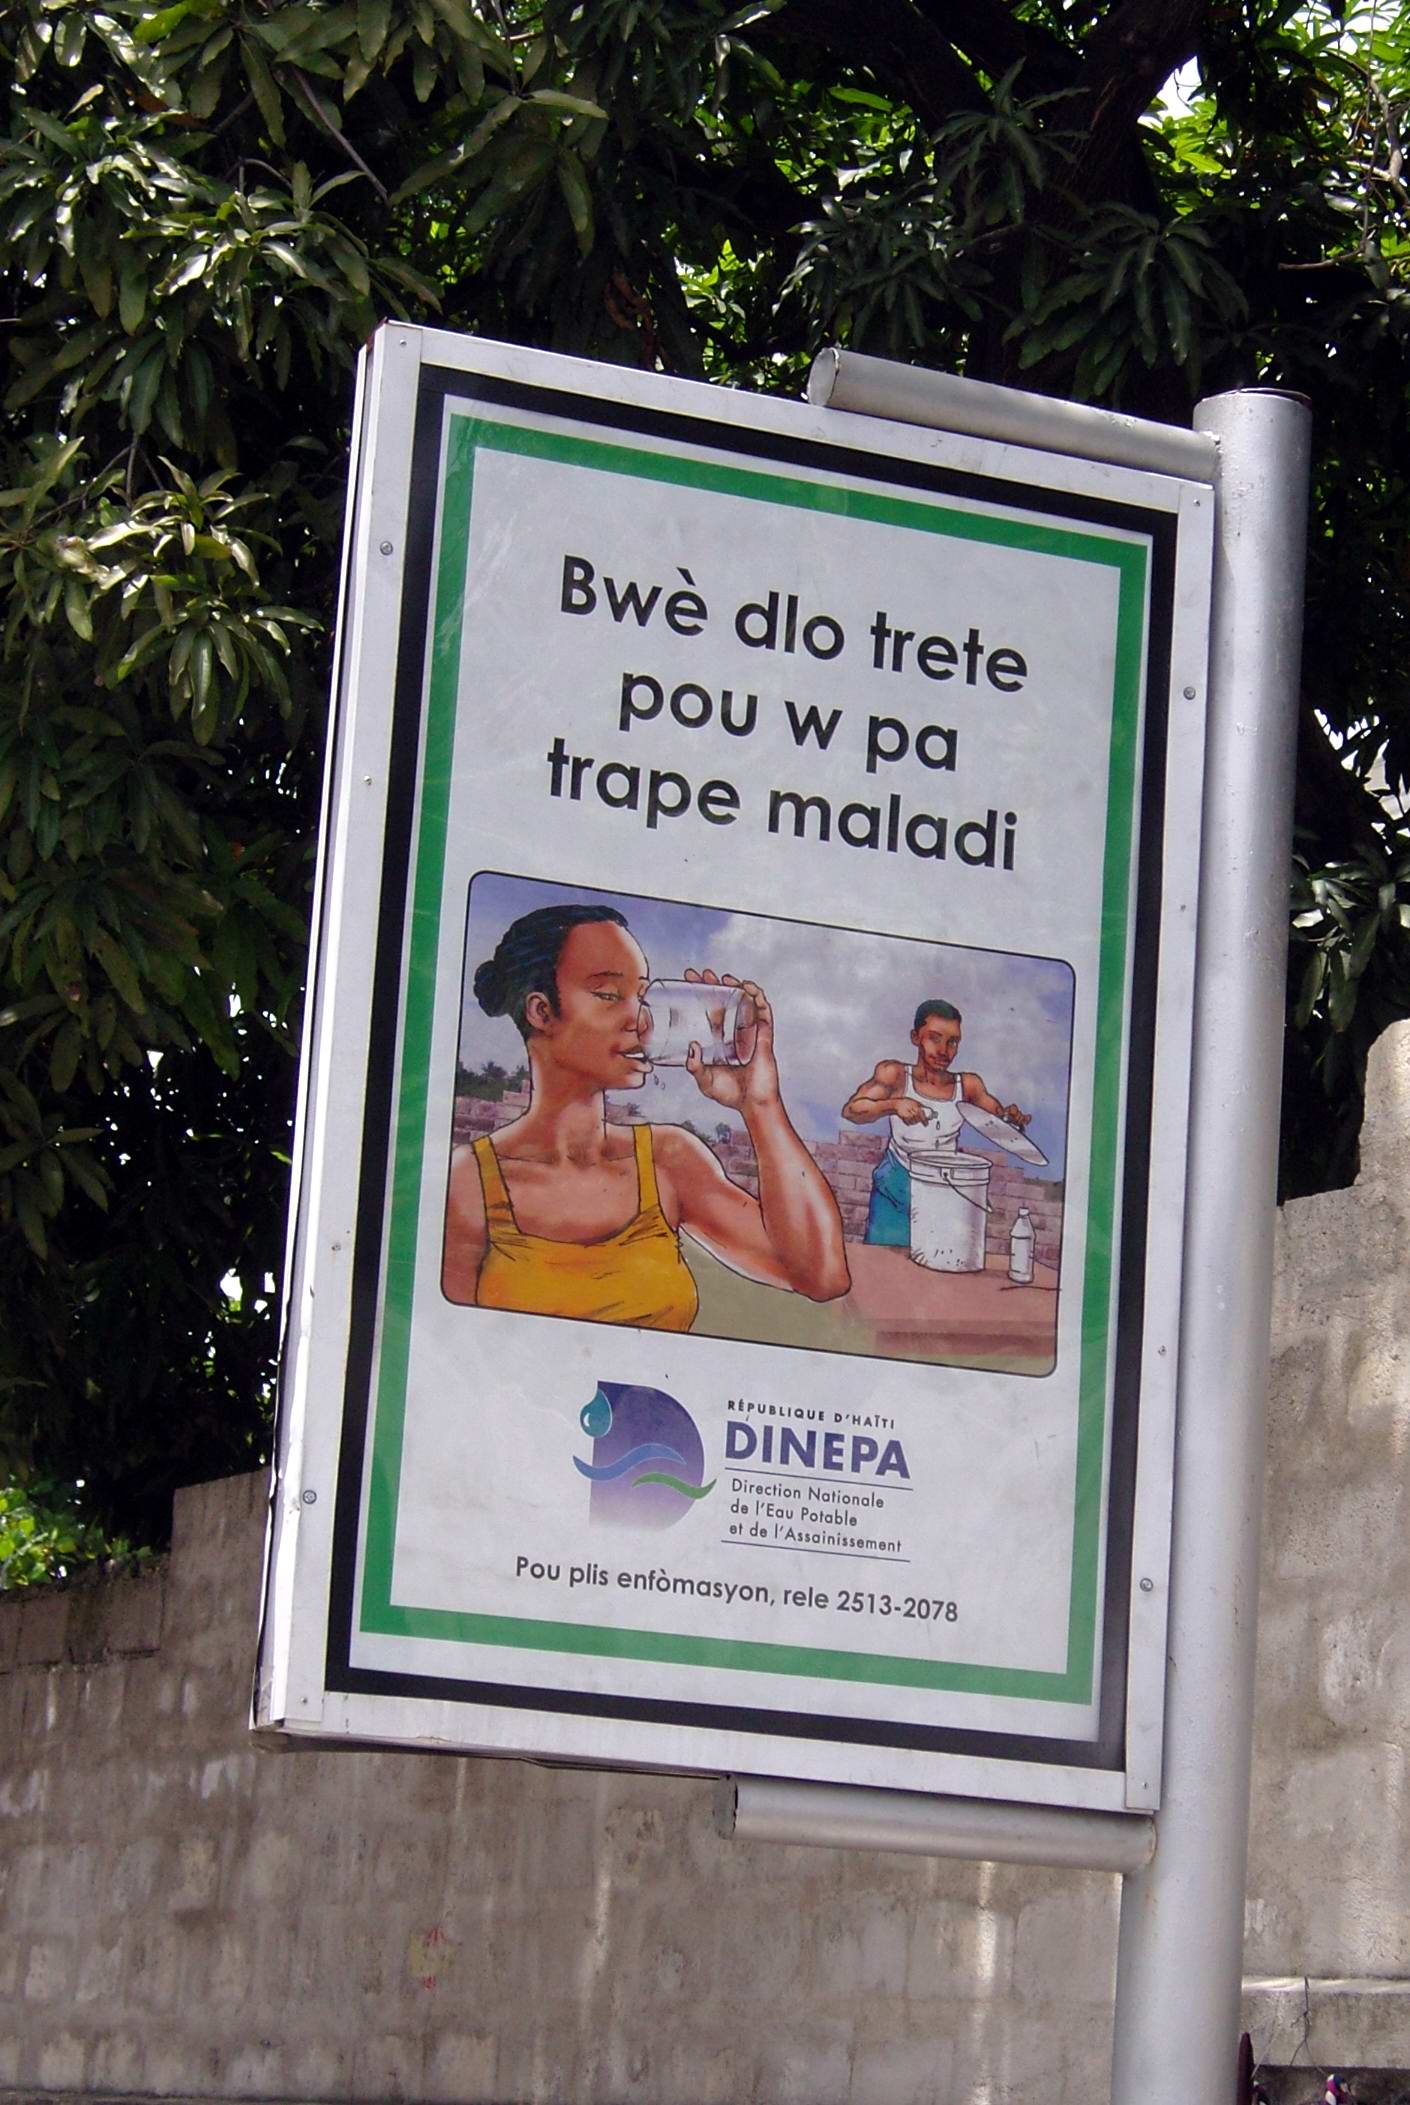 Bwè dlo trete
pou w pa
trape maladi
RÉPUBLIQUE D'HAÏTI
DINEPA
Direction Nationale
de l'Eau Potable
et de l'Assainissement
Pou plis enfòmasyon, rele 2513-2078